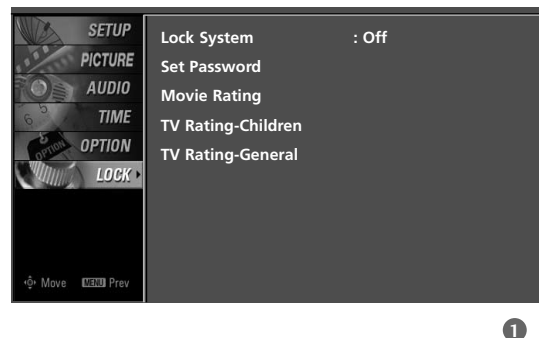 SETUP
PICTURE
AUDIO
TIME
OPTION
LOCK
Move MENU Prev
Lock System : Off
Set Password
Movie Rating
TV Rating-Children
TV Rating-General
1